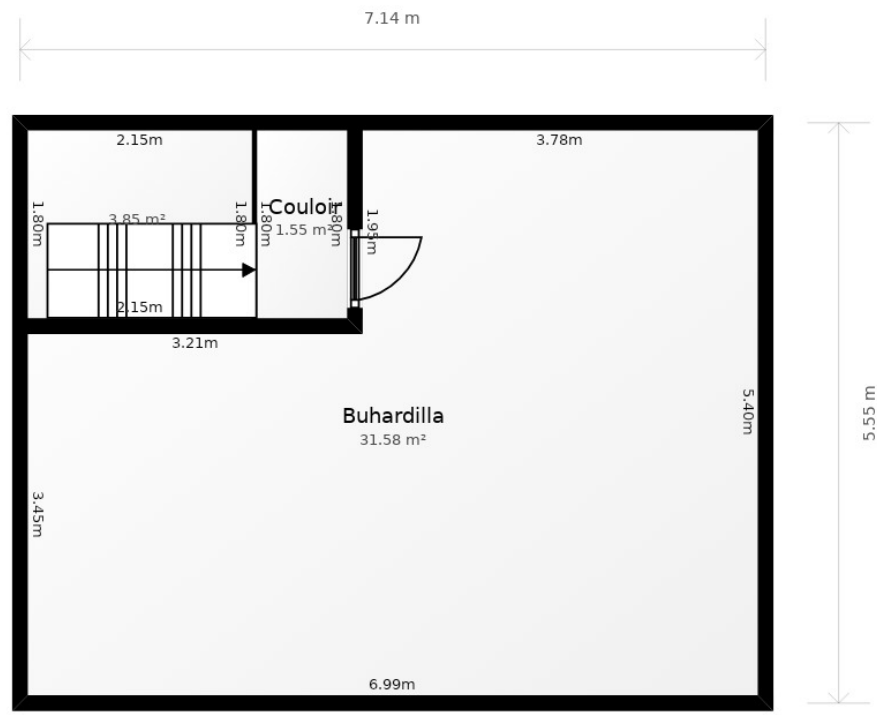 7.14 m
2.15m
3.78m
1.80m
3.85 m²
1.80m
1.80m
Couloir
1.55 m²
1.80m
1.95m
2.15m
3.21m
5.40m
5.55 m
Buhardilla
31.58 m²
3.45m
6.99m